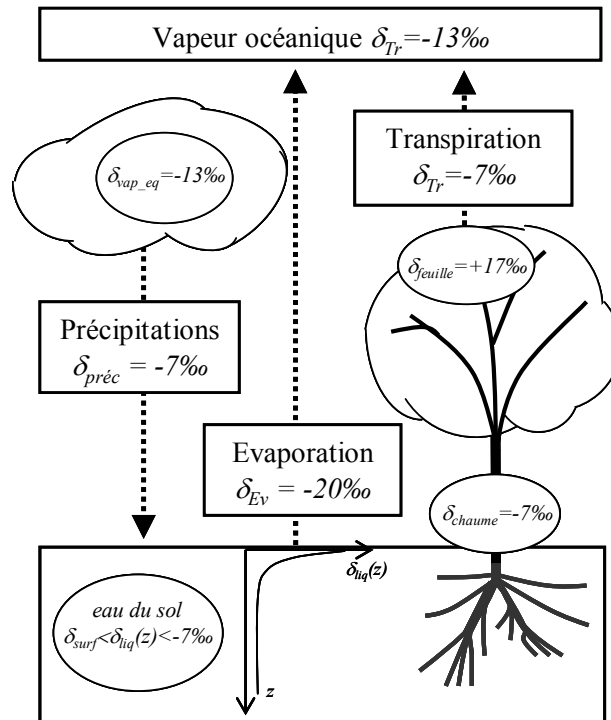 Vapeur océanique δTr=-13‰
δvap_eq=-13‰
Transpiration
δTr=-7‰
δfeuille=+17‰
Précipitations
δpréc = -7‰
Evaporation
δEv = -20‰
δchaume=-7‰
δliq(z)
eau du sol
δsurf<δliq(z)<-7‰
z